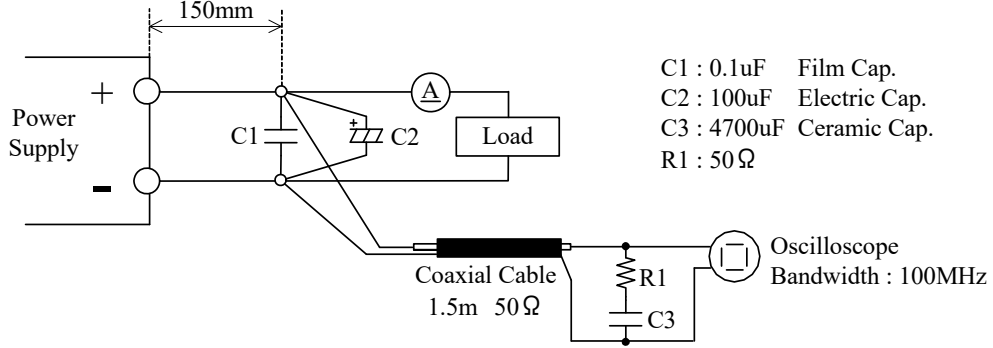 150mm
+
Power
Supply
-
C1
+
C2
A
Load
C1 : 0.1uF Film Cap.
C2 : 100uF Electric Cap.
C3 : 4700uF Ceramic Cap.
R1 : 50Ω
Coaxial Cable
1.5m 50Ω
R1
C3
Oscilloscope
Bandwidth : 100MHz